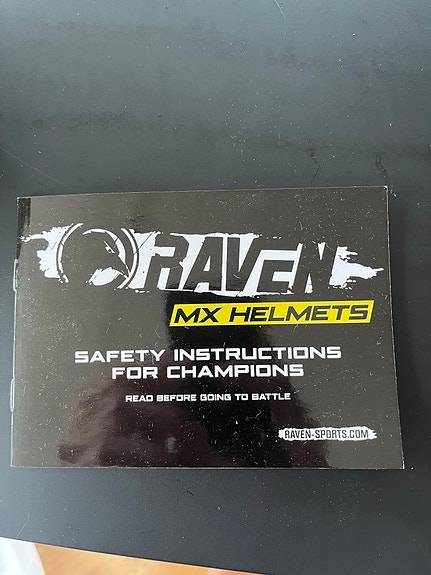 RAVEN
MX HELMETS
SAFETY INSTRUCTIONS
FOR CHAMPIONS
READ BEFORE GOING TO BATTLE
RAVEN-SPORTS.COM